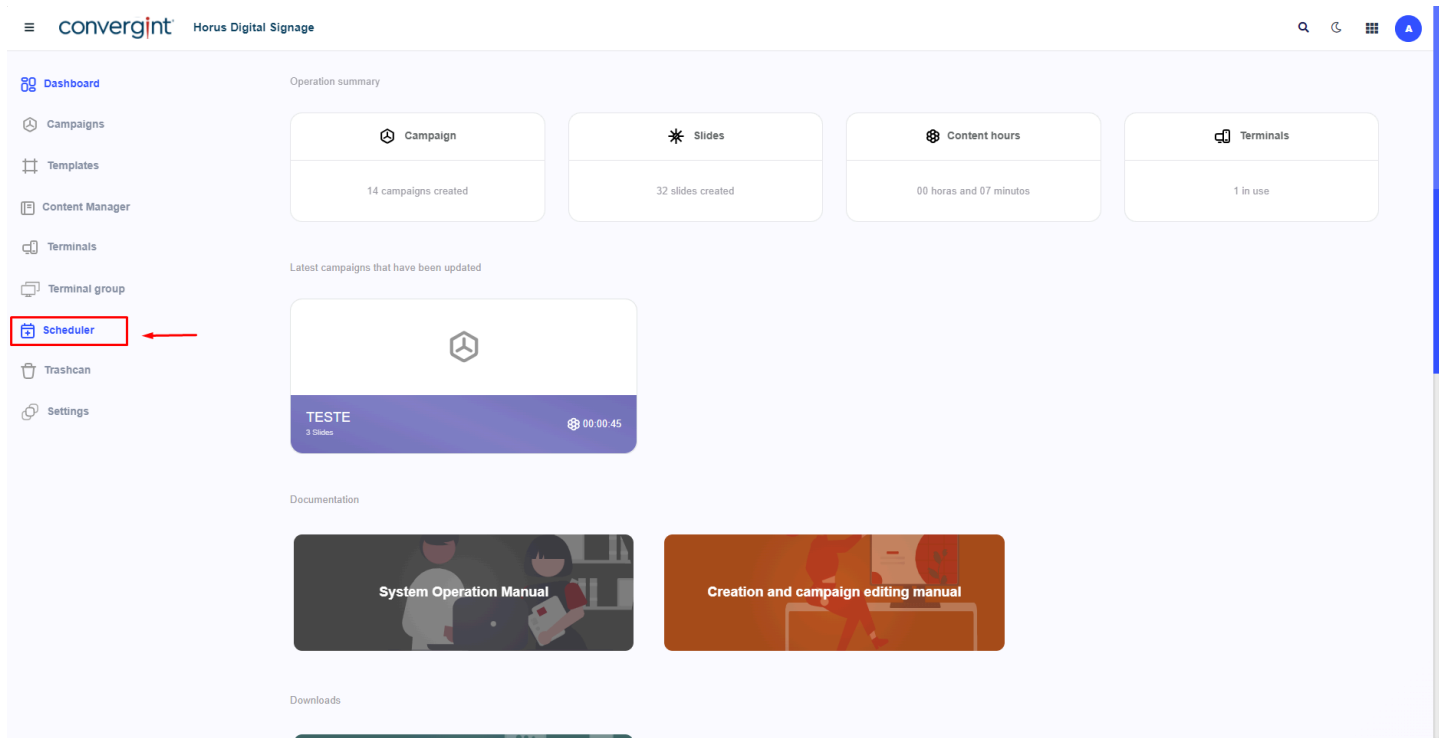 convergint Horus Digital Signage
A
Dashboard
Campaigns
Templates
Content Manager
Terminals
Terminal group
Scheduler
Trashcan
Settings
Operation summary
Campaign
14 campaigns created
Slides
32 slides created
Content hours
00 horas and 07 minutos
Terminals
1 in use
Latest campaigns that have been updated
TESTE
3 Slides
00:00:45
Documentation
System Operation Manual
Creation and campaign editing manual
Downloads